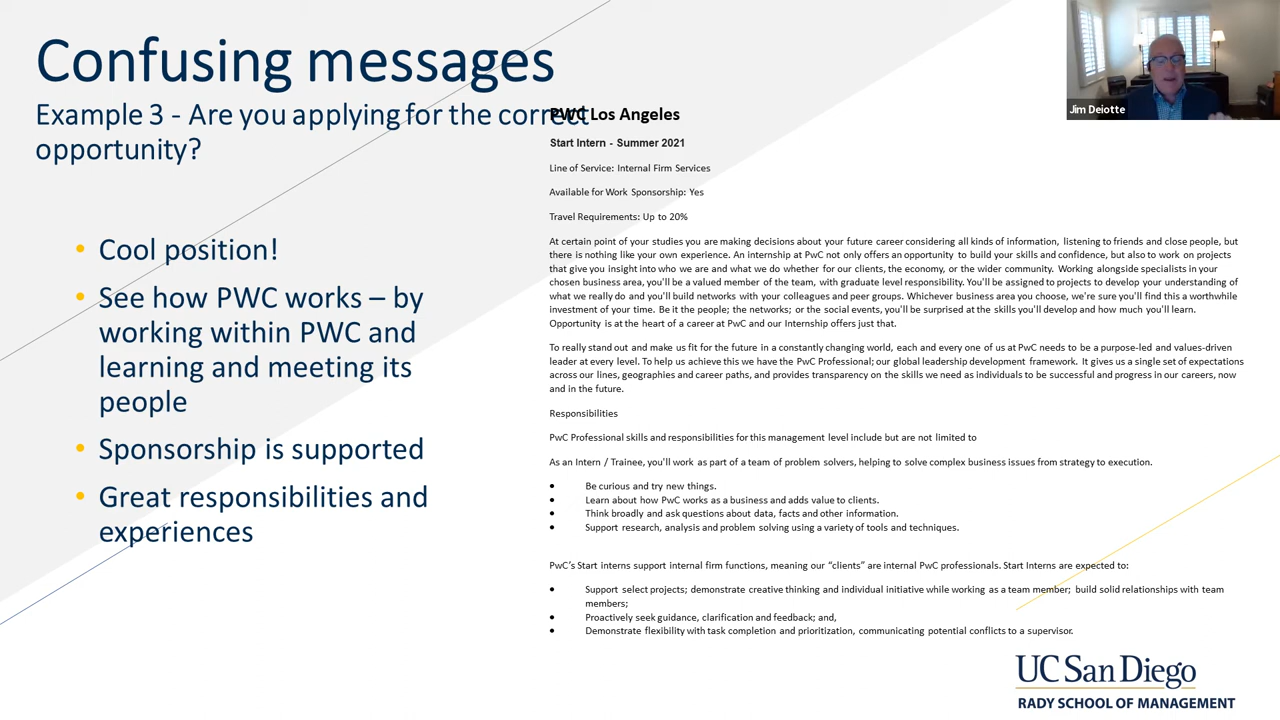 Confusing messages
Example 3 - Are you applying for the correct
opportunity?
• Cool position!
• See how PWC works – by
working within PWC and
learning and meeting its
people
• Sponsorship is supported
• Great responsibilities and
experiences
PWC Los Angeles
Start Intern - Summer 2021
Line of Service: Internal Firm Services
Available for Work Sponsorship: Yes
Travel Requirements: Up to 20%
At certain point of your studies you are making decisions about your future career considering all kinds of information, listening to friends and close people, but
there is nothing like your own experience. An internship at PwC not only offers an opportunity to build your skills and confidence, but also to work on projects
that give you insight into who we are and what we do whether for our clients, the economy, or the wider community. Working alongside specialists in your
chosen business area, you'll be a valued member of the team, with graduate level responsibility. You'll be assigned to projects to develop your understanding of
what we really do and you'll build networks with your colleagues and peer groups. Whichever business area you choose, we're sure you'll find this a worthwhile
investment of your time. Be it the people; the networks; or the social events, you'll be surprised at the skills you'll develop and how much you'll learn.
Opportunity is at the heart of a career at PwC and our Internship offers just that.
To really stand out and make us fit for the future in a constantly changing world, each and every one of us at PwC needs to be a purpose-led and values-driven
leader at every level. To help us achieve this we have the PwC Professional; our global leadership development framework. It gives us a single set of expectations
across our lines, geographies and career paths, and provides transparency on the skills we need as individuals to be successful and progress in our careers, now
and in the future.
Responsibilities
PwC Professional skills and responsibilities for this management level include but are not limited to
As an Intern / Trainee, you'll work as part of a team of problem solvers, helping to solve complex business issues from strategy to execution.
• Be curious and try new things.
• Learn about how PwC works as a business and adds value to clients.
• Think broadly and ask questions about data, facts and other information.
• Support research, analysis and problem solving using a variety of tools and techniques.
PwC's Start interns support internal firm functions, meaning our “clients” are internal PwC professionals. Start Interns are expected to:
• Support select projects; demonstrate creative thinking and individual initiative while working as a team member; build solid relationships with team
members;
• Proactively seek guidance, clarification and feedback; and,
• Demonstrate flexibility with task completion and prioritization, communicating potential conflicts to a supervisor.
Jim Deiotte
UC San Diego
RADY SCHOOL OF MANAGEMENT